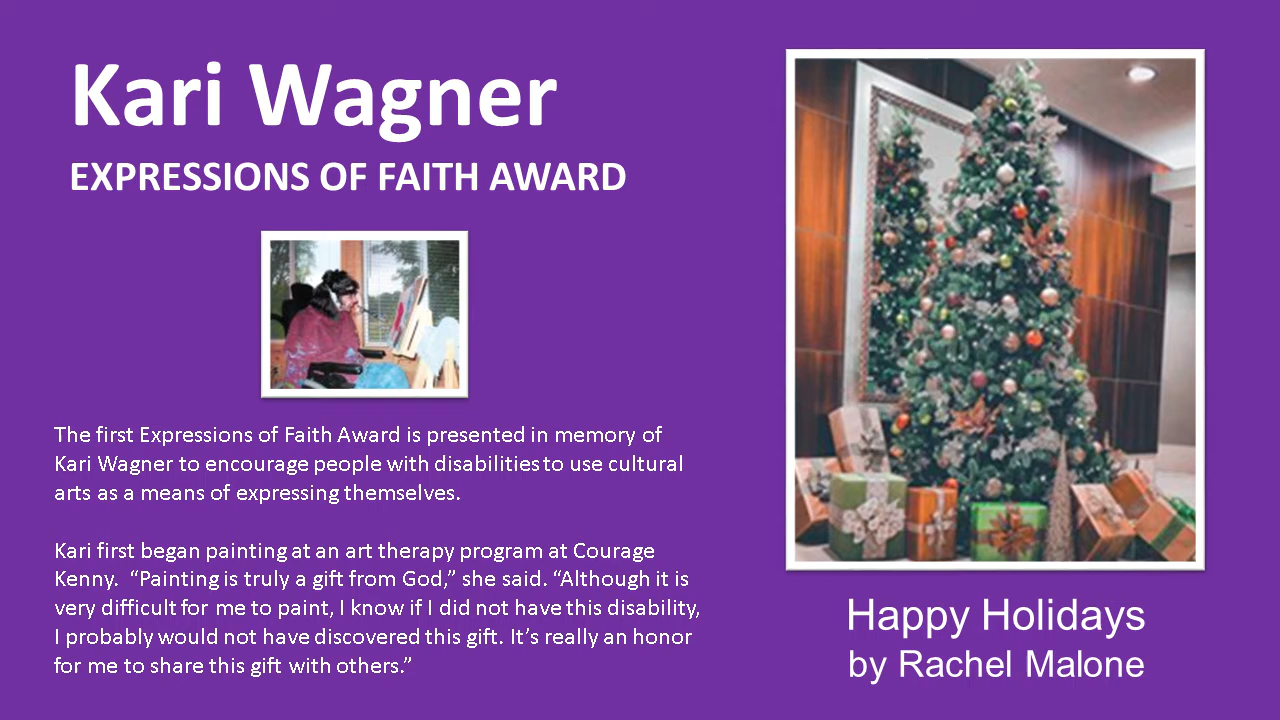 Kari Wagner
EXPRESSIONS OF FAITH AWARD
The first Expressions of Faith Award is presented in memory of
Kari Wagner to encourage people with disabilities to use cultural
arts as a means of expressing themselves.
Kari first began painting at an art therapy program at Courage
Kenny.  “Painting is truly a gift from God,” she said. “Although it is
very difficult for me to paint, I know if I did not have this disability,
I probably would not have discovered this gift. It’s really an honor
for me to share this gift with others.”
Happy Holidays
by Rachel Malone